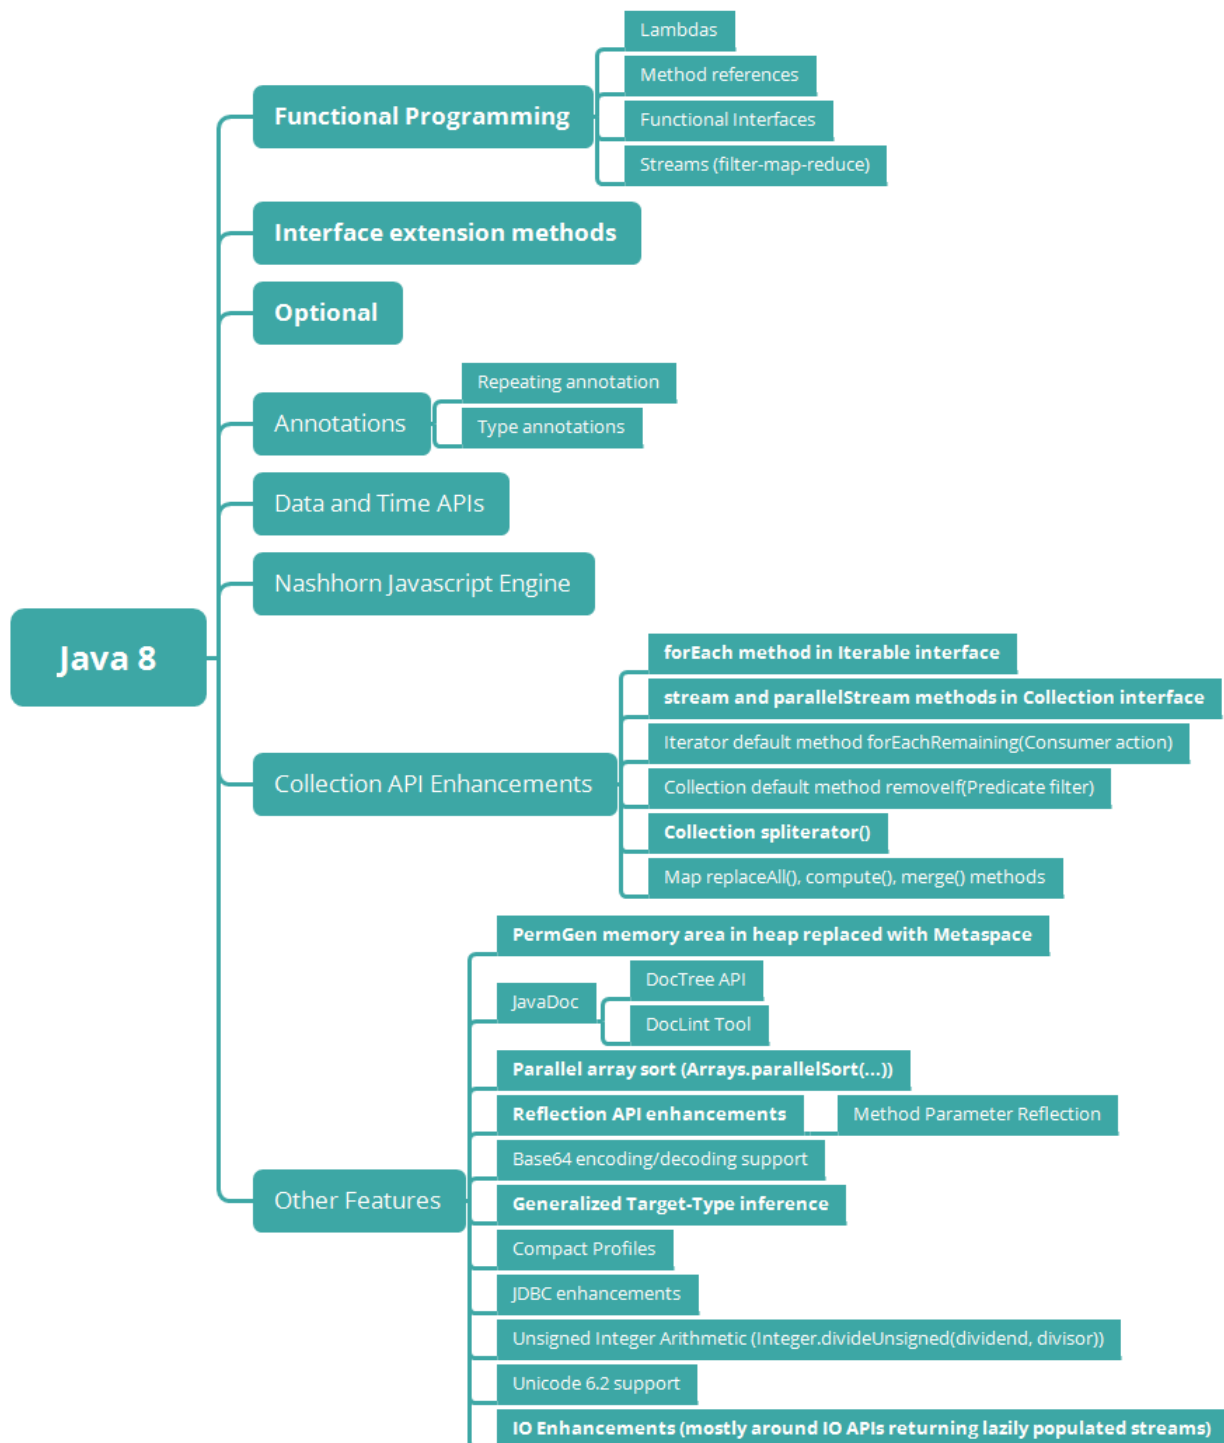 Java 8
Functional Programming
Lambdas
Method references
Functional Interfaces
Streams (filter-map-reduce)
Interface extension methods
Optional
Annotations
Repeating annotation
Type annotations
Data and Time APIs
Nashhorn Javascript Engine
Collection API Enhancements
forEach method in Iterable interface
stream and parallelStream methods in Collection interface
Iterator default method forEachRemaining(Consumer action)
Collection default method removeIf(Predicate filter)
Collection spliterator()
Map replaceAll(), compute(), merge() methods
Other Features
PermGen memory area in heap replaced with Metaspace
JavaDoc
DocTree API
DocLint Tool
Parallel array sort (Arrays.parallelSort(...))
Reflection API enhancements
Method Parameter Reflection
Base64 encoding/decoding support
Generalized Target-Type inference
Compact Profiles
JDBC enhancements
Unsigned Integer Arithmetic (Integer.divideUnsigned(dividend, divisor))
Unicode 6.2 support
IO Enhancements (mostly around IO APIs returning lazily populated streams)